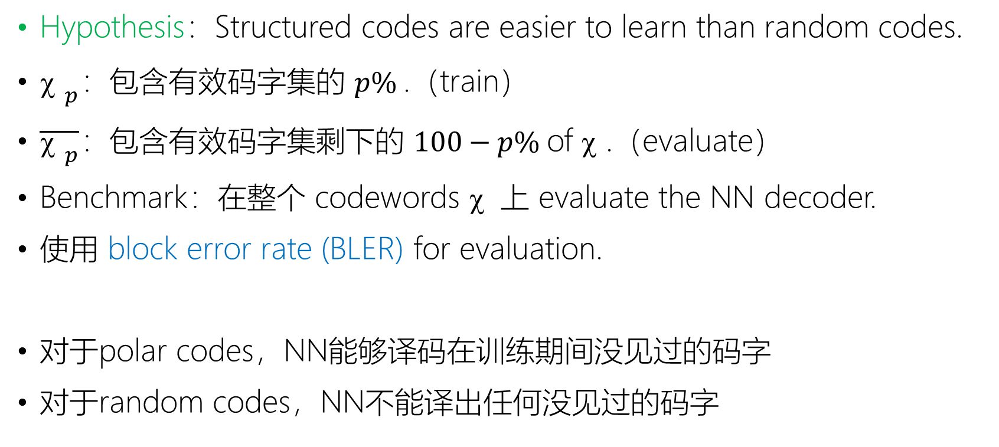 • Hypothesis：Structured codes are easier to learn than random codes.
• χ p：包含有效码字集的 p% .（train）
• χ p：包含有效码字集剩下的 100 − p% of χ .（evaluate）
• Benchmark：在整个 codewords χ 上 evaluate the NN decoder.
• 使用 block error rate (BLER) for evaluation.
• 对于polar codes，NN能够译码在训练期间没见过的码字
• 对于random codes，NN不能译出任何没见过的码字